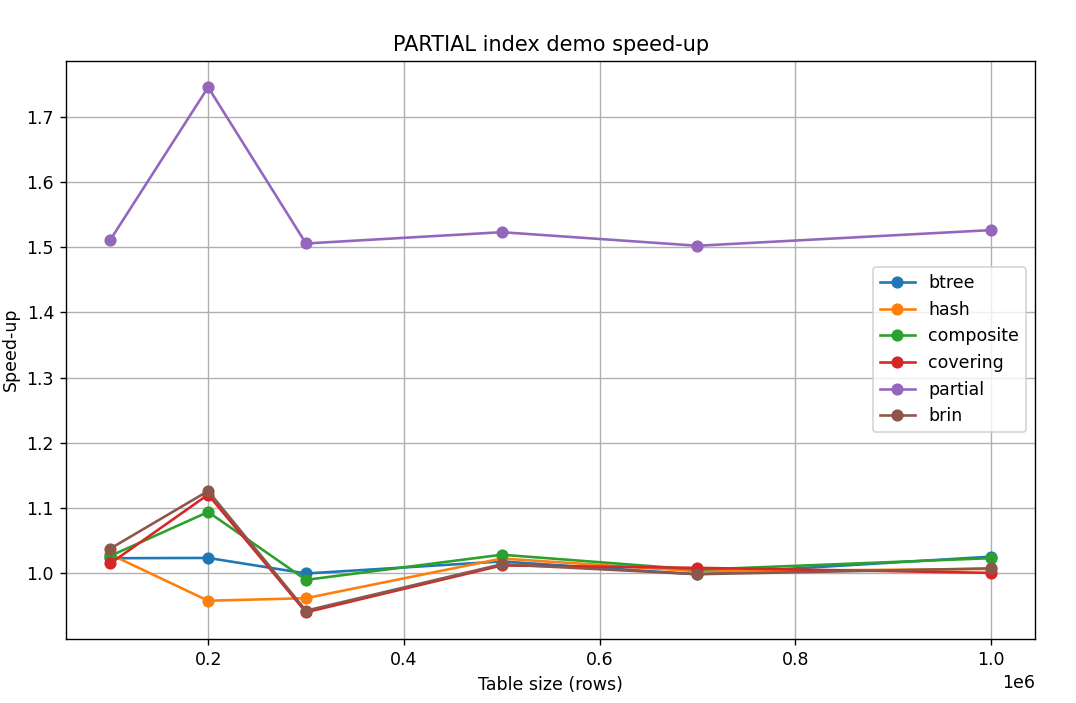 PARTIAL index demo speed-up
Speed-up
1.7
1.6
1.5
1.4
1.3
1.2
1.1
1.0
btree
hash
composite
covering
partial
brin
0.2
0.4
0.6
0.8
1.0
1e6
Table size (rows)